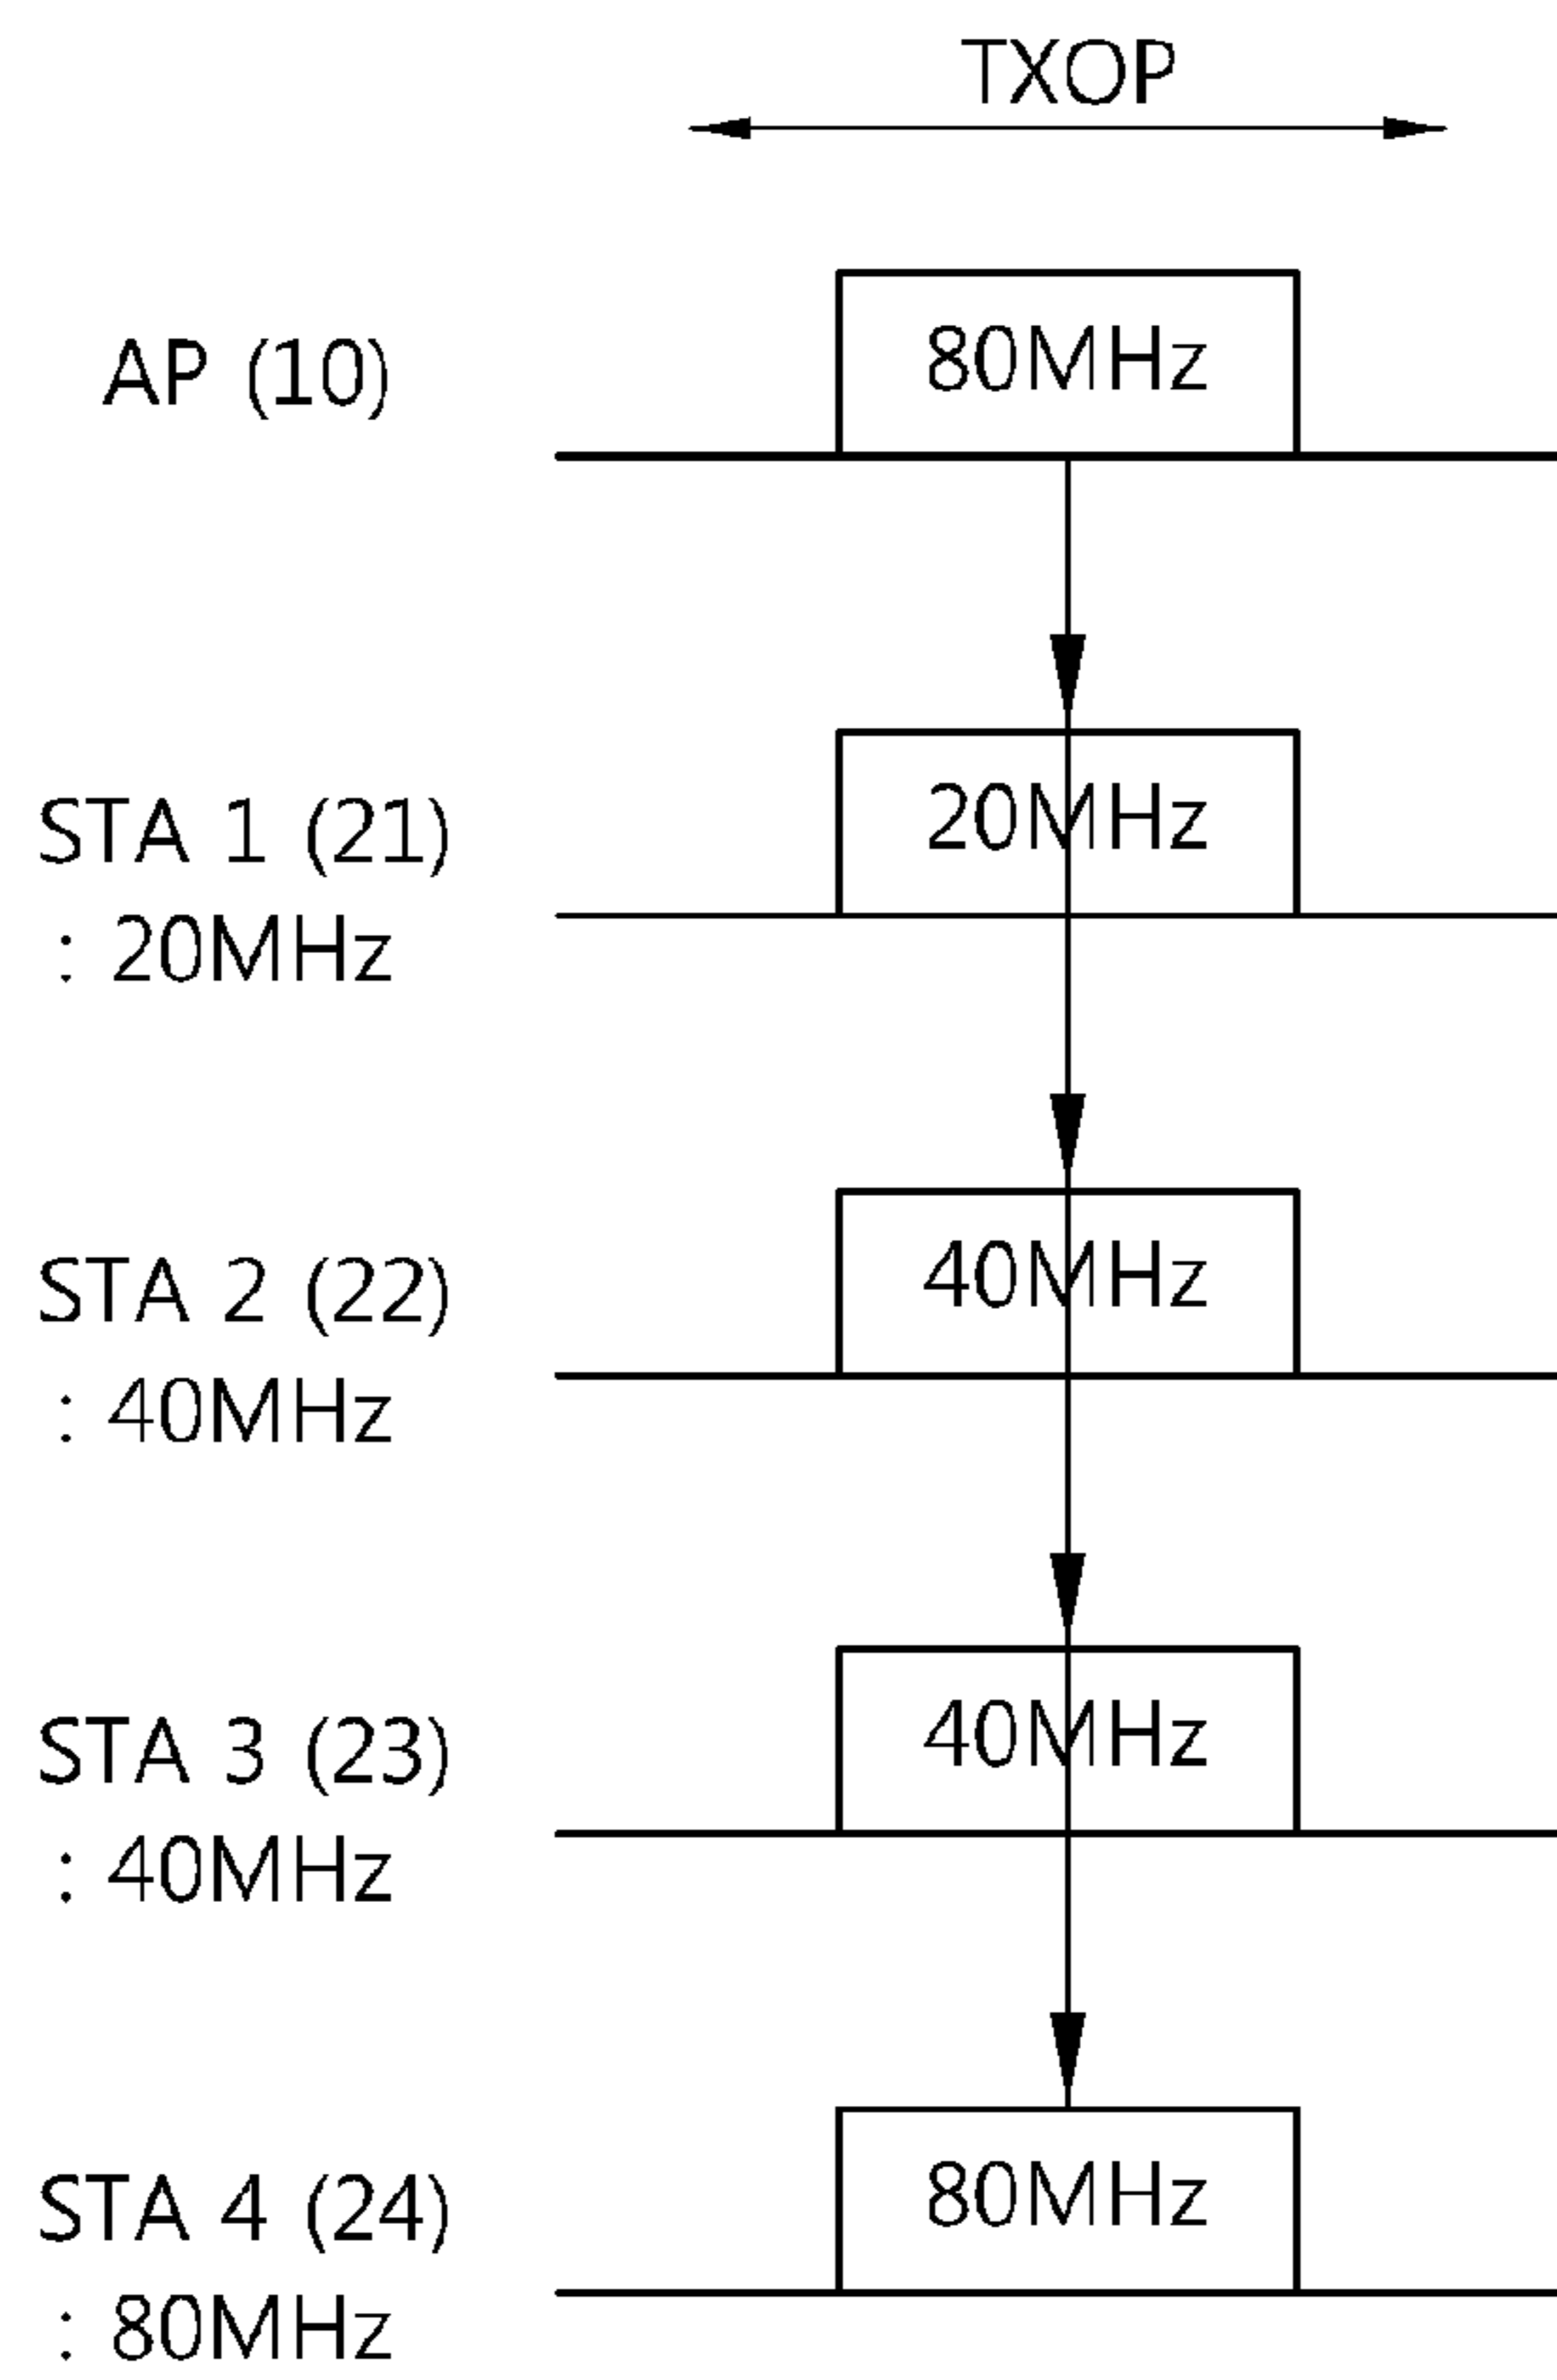 TXOP
AP (10)
80MHz
STA 1 (21)
: 20MHz
20MHz
STA 2 (22)
: 40MHz
40MHz
STA 3 (23)
: 40MHz
40MHz
STA 4 (24)
: 80MHz
80MHz